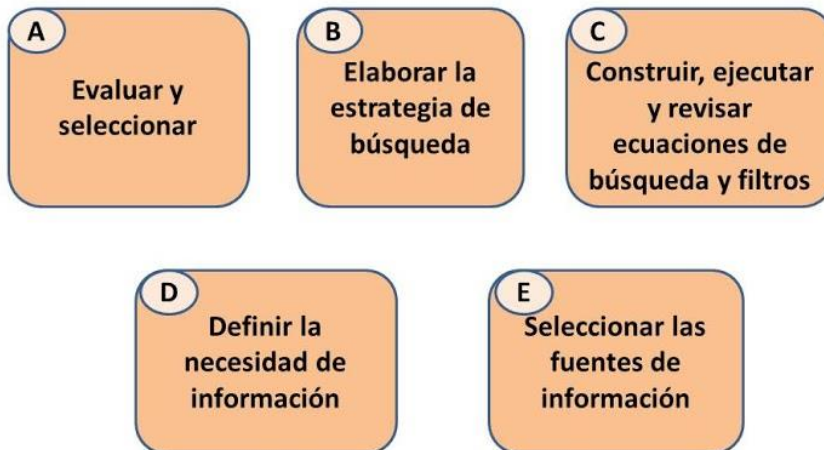 A
Evaluar y
seleccionar
B
Elaborar la
estrategia de
búsqueda
C
Construir, ejecutar
y revisar
ecuaciones de
búsqueda y filtros
D
Definir la
necesidad de
información
E
Seleccionar las
fuentes de
información